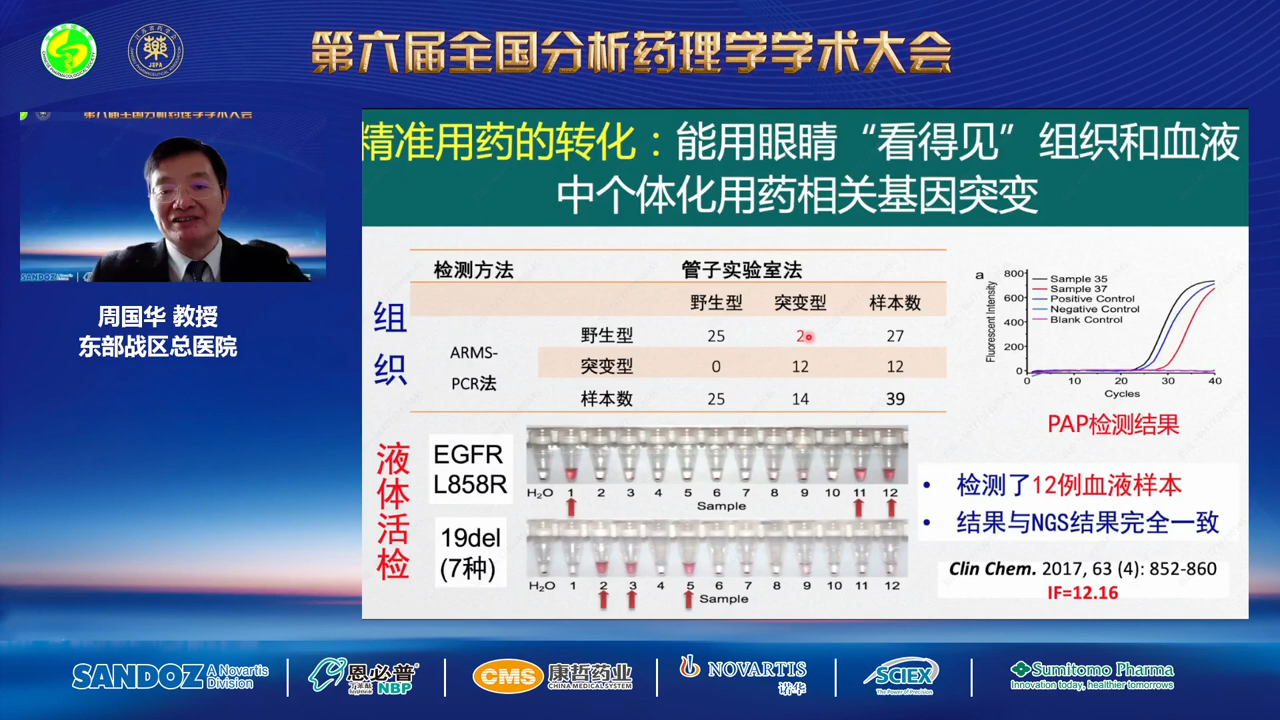 第六届全国分析药理学学术大会
第六届全国分析药理学学术大会
SANDOZ
周国华 教授
东部战区总医院
精准用药的转化：能用眼睛“看得见”组织和血液
中个体化用药相关基因突变
组织
检测方法 管子实验室法
野生型 突变型 样本数
ARMS-PCR法
野生型 25 2 27
突变型 0 12 12
样本数 25 14 39
a
Fluorescent Intensity
800
600
400
200
0
Sample 35
Sample 37
Positive Control
Negative Control
Blank Control
0 10 20 30 40
Cycles
PAP检测结果
液体活检
EGFR
L858R
H₂O 1 2 3 4 5 6 7 8 9 10 11 12
Sample
19del
(7种)
H₂O 1 2 3 4 5 6 7 8 9 10 11 12
Sample
• 检测了12例血液样本
• 结果与NGS结果完全一致
Clin Chem. 2017, 63 (4): 852-860
IF=12.16
SANDOZ A Novartis Division
恩必普 NBP
CMS 康哲药业 CHINA MEDICAL SYSTEM
NOVARTIS 诺华
SCIEX The Power of Precision
Sumitomo Pharma
Innovation today, healthier tomorrows